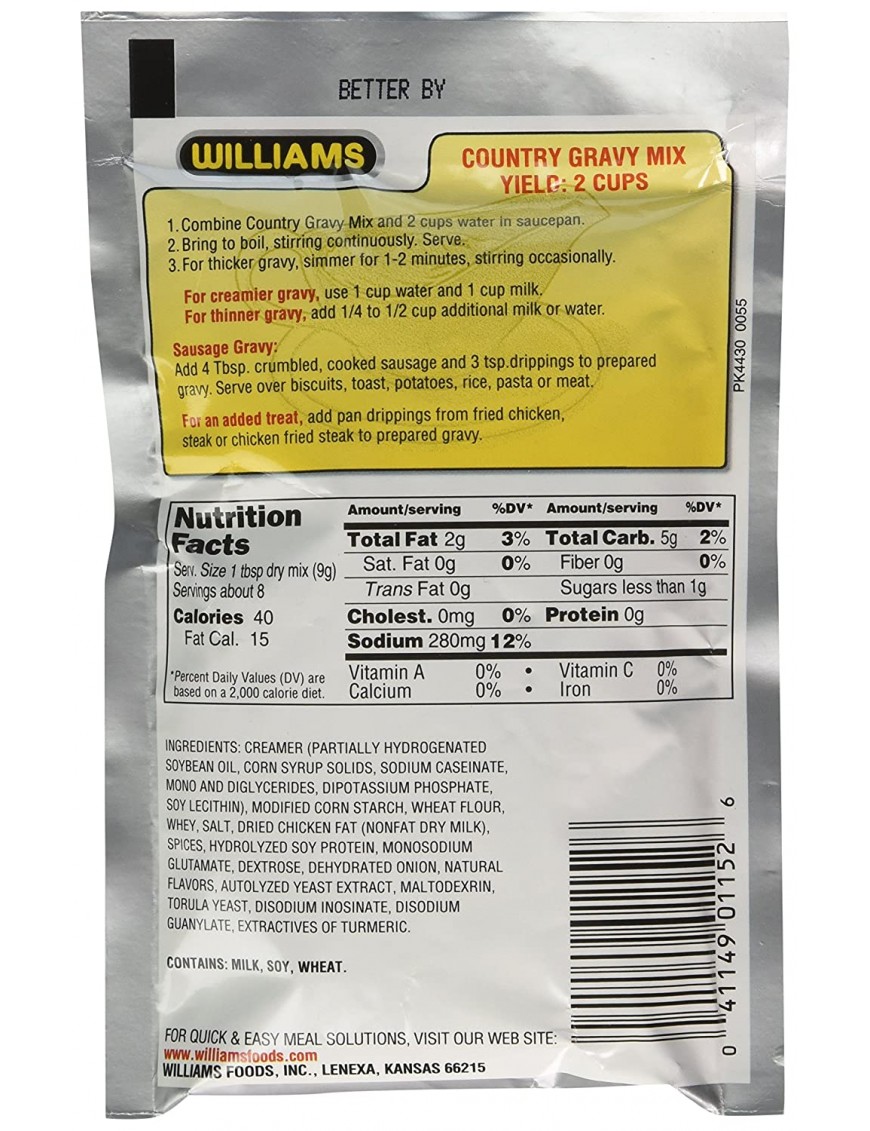 BETTER BY
WILLIAMS
COUNTRY GRAVY MIX
YIELD: 2 CUPS
1. Combine Country Gravy Mix and 2 cups water in saucepan.
2. Bring to boil, stirring continuously. Serve.
3. For thicker gravy, simmer for 1-2 minutes, stirring occasionally.
For creamier gravy, use 1 cup water and 1 cup milk.
For thinner gravy, add 1/4 to 1/2 cup additional milk or water.
Sausage Gravy:
Add 4 Tbsp. crumbled, cooked sausage and 3 tsp.drippings to prepared
gravy. Serve over biscuits, toast, potatoes, rice, pasta or meat.
For an added treat, add pan drippings from fried chicken,
steak or chicken fried steak to prepared gravy.
PK4430 0055
Nutrition
Facts
Serv. Size 1 tbsp dry mix (9g)
Servings about 8
Calories 40
Fat Cal. 15
*Percent Daily Values (DV) are
based on a 2,000 calorie diet.
Amount/serving %DV* Amount/serving %DV*
Total Fat 2g 3% Total Carb. 5g 2%
Sat. Fat 0g 0% Fiber 0g 0%
Trans Fat 0g Sugars less than 1g
Cholest. 0mg 0% Protein 0g
Sodium 280mg 12%
Vitamin A 0% • Vitamin C 0%
Calcium 0% • Iron 0%
INGREDIENTS: CREAMER (PARTIALLY HYDROGENATED
SOYBEAN OIL, CORN SYRUP SOLIDS, SODIUM CASEINATE,
MONO AND DIGLYCERIDES, DIPOTASSIUM PHOSPHATE,
SOY LECITHIN), MODIFIED CORN STARCH, WHEAT FLOUR,
WHEY, SALT, DRIED CHICKEN FAT (NONFAT DRY MILK),
SPICES, HYDROLYZED SOY PROTEIN, MONOSODIUM
GLUTAMATE, DEXTROSE, DEHYDRATED ONION, NATURAL
FLAVORS, AUTOLYZED YEAST EXTRACT, MALTODEXRIN,
TORULA YEAST, DISODIUM INOSINATE, DISODIUM
GUANYLATE, EXTRACTIVES OF TURMERIC.
CONTAINS: MILK, SOY, WHEAT.
0 41149 01152 6
FOR QUICK & EASY MEAL SOLUTIONS, VISIT OUR WEB SITE:
www.williamsfoods.com
WILLIAMS FOODS, INC., LENEXA, KANSAS 66215